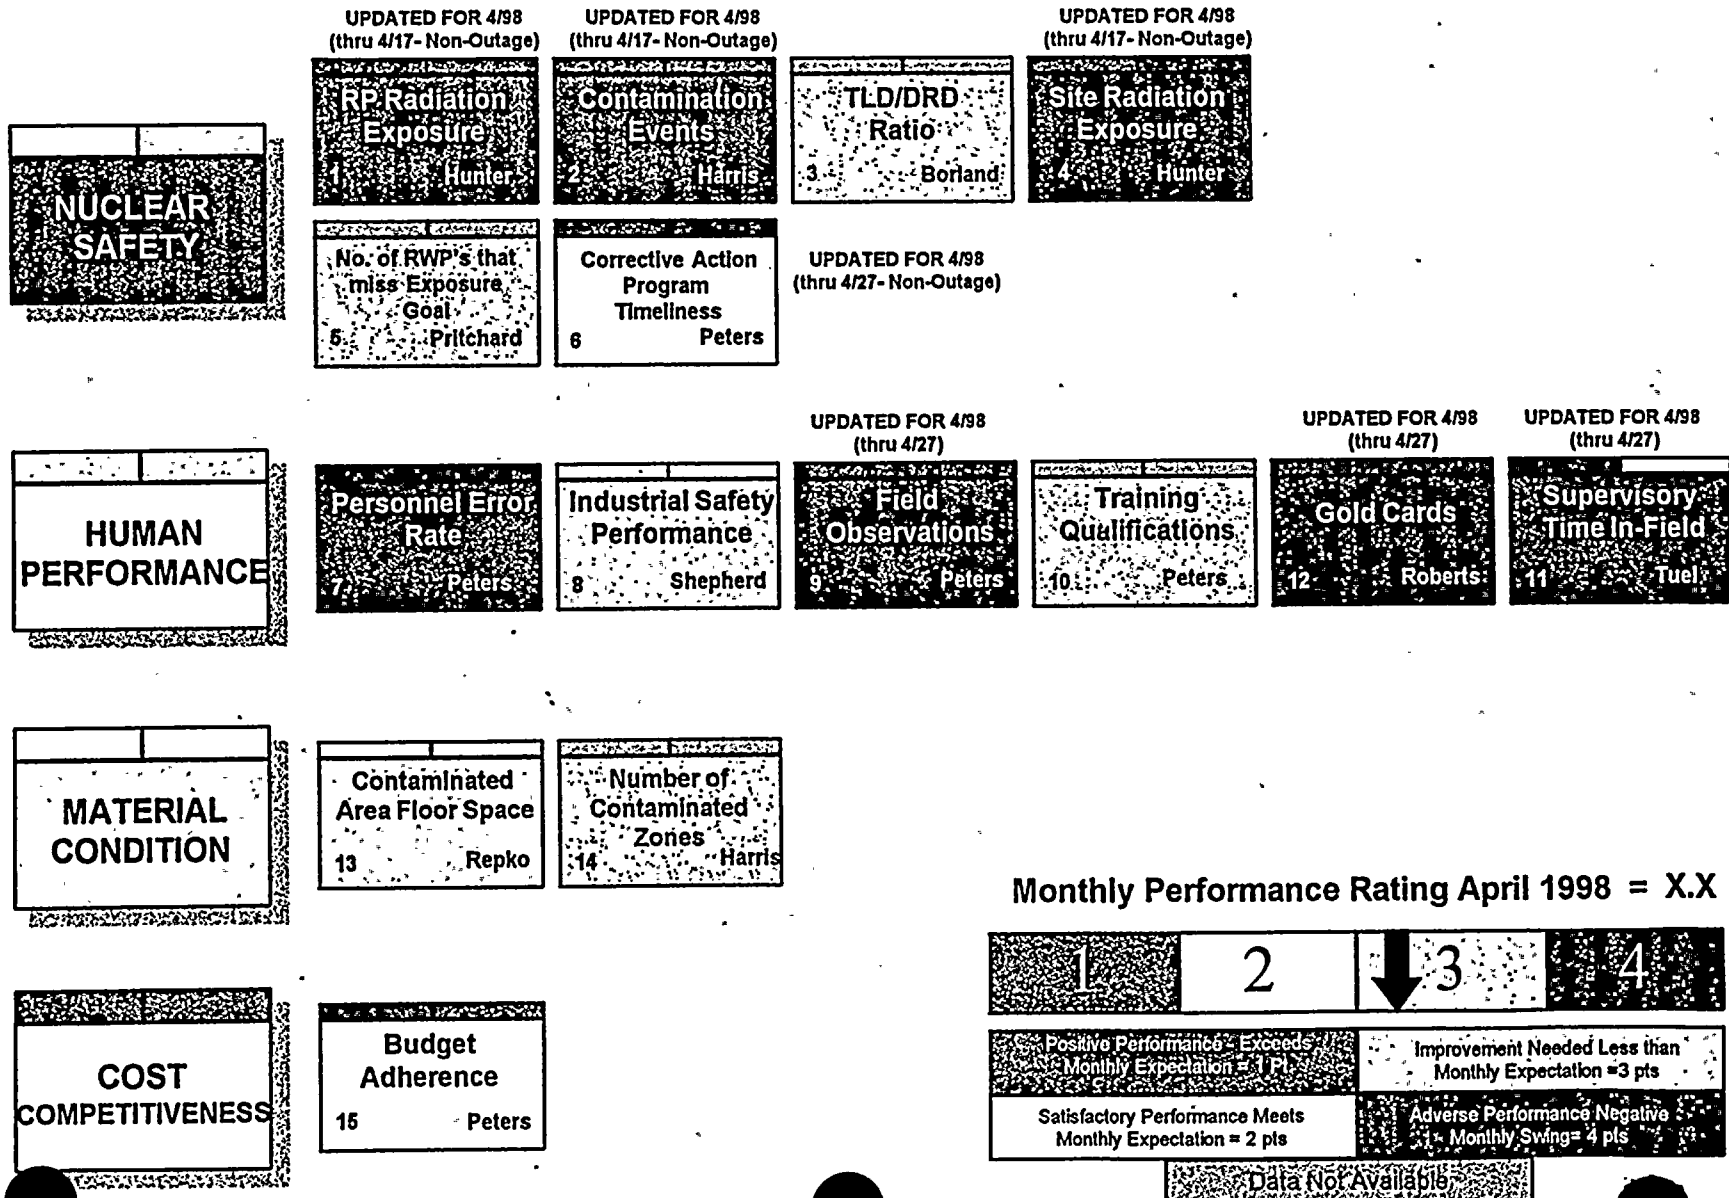 UPDATED FOR 4/98
(thru 4/17- Non-Outage)
UPDATED FOR 4/98
(thru 4/17- Non-Outage)
UPDATED FOR 4/98
(thru 4/17- Non-Outage)
NUCLEAR
SAFETY
RP Radiation
Exposure
1 Hunter
Contamination
Events
2 Harris
TLD/DRD
Ratio
3 Borland
Site Radiation
Exposure
4 Hunter
No. of RWP's that
miss Exposure
Goal
5 Pritchard
Corrective Action
Program
Timeliness
6 Peters
UPDATED FOR 4/98
(thru 4/27- Non-Outage)
UPDATED FOR 4/98
(thru 4/27)
UPDATED FOR 4/98
(thru 4/27)
UPDATED FOR 4/98
(thru 4/27)
HUMAN
PERFORMANCE
Personnel Error
Rate
7 Peters
Industrial Safety
Performance
8 Shepherd
Field
Observations
9 Peters
Training
Qualifications
10 Peters
Gold Cards
12 Roberts
Supervisory
Time In-Field
11 Tuel
MATERIAL
CONDITION
Contaminated
Area Floor Space
13 Repko
Number of
Contaminated
Zones
14 Harris
COST
COMPETITIVENESS
Budget
Adherence
15 Peters
Monthly Performance Rating April 1998 = X.X
1 2 3 4
Positive Performance - Exceeds
Monthly Expectation = 1 Pt
Improvement Needed Less than
Monthly Expectation =3 pts
Satisfactory Performance Meets
Monthly Expectation = 2 pts
Adverse Performance Negative
Monthly Swing= 4 pts
Data Not Available